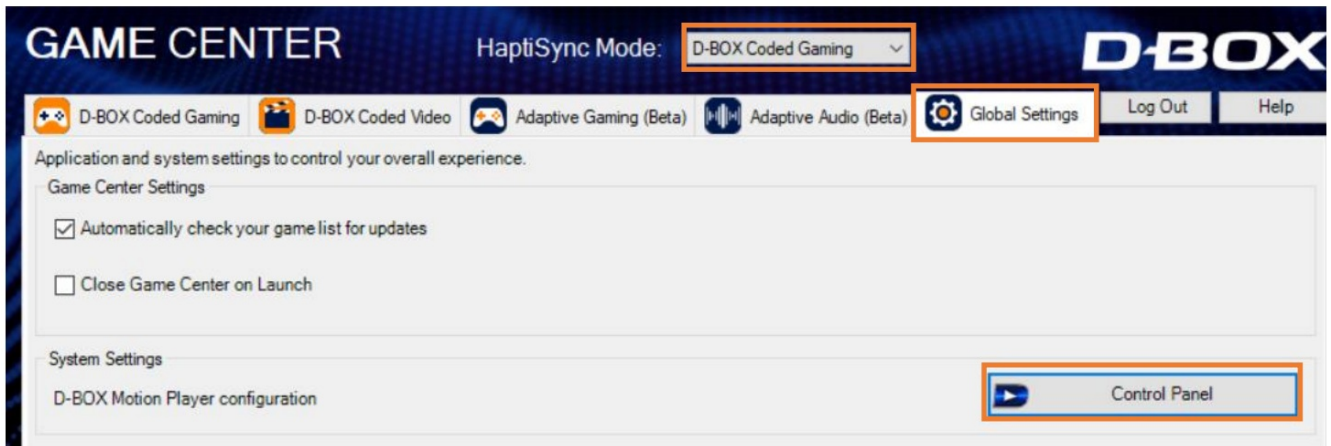 GAME CENTER HaptiSync Mode: D-BOX Coded Gaming D-BOX
D-BOX Coded Gaming D-BOX Coded Video Adaptive Gaming (Beta) Adaptive Audio (Beta) Global Settings Log Out Help
Application and system settings to control your overall experience.
Game Center Settings
Automatically check your game list for updates
Close Game Center on Launch
System Settings
D-BOX Motion Player configuration Control Panel